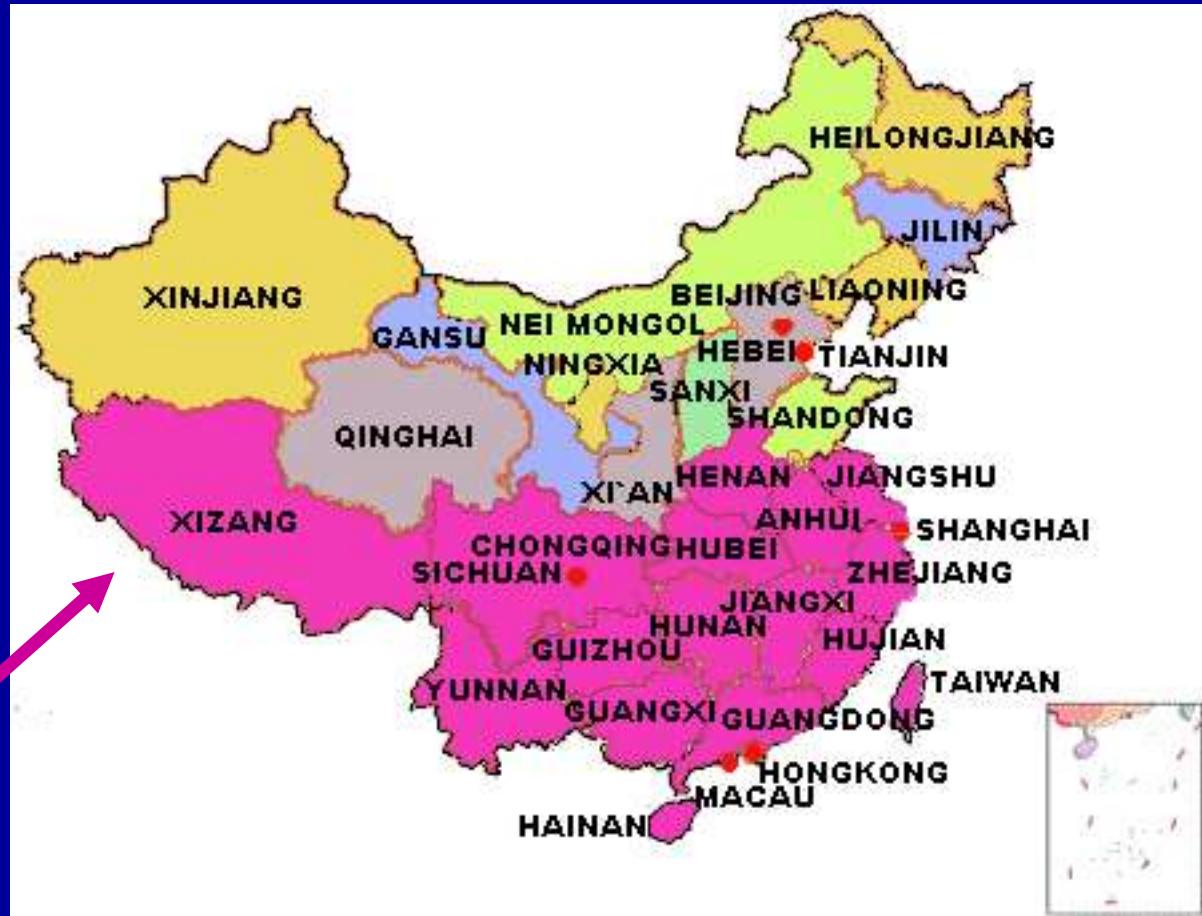 HEILONGJIANG
JILIN
XINJIANG
BEIJING
LIAONING
GANSU
NEI MONGOL
HEBEI
TIANJIN
NINGXIA
SANXI
SHANDONG
QINGHAI
HENAN
JIANGSHU
XI`AN
XIZANG
ANHUI
SHANGHAI
CHONGQING
HUBEI
SICHUAN
ZHEJIANG
JIANGXI
HUNAN
HUJIAN
GUIZHOU
TAIWAN
YUNNAN
GUANGXI
GUANGDONG
HONGKONG
MACAU
HAINAN